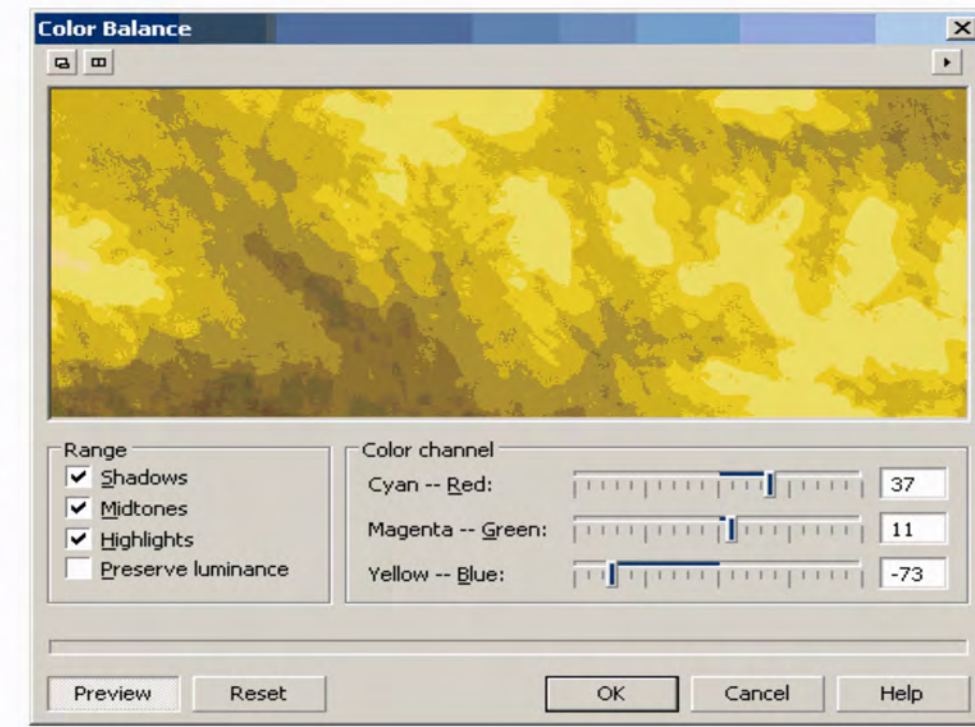 Color Balance
Range
Shadows
Midtones
Highlights
Preserve luminance
Color channel
Cyan -- Red: 37
Magenta -- Green: 11
Yellow -- Blue: -73
Preview Reset OK Cancel Help